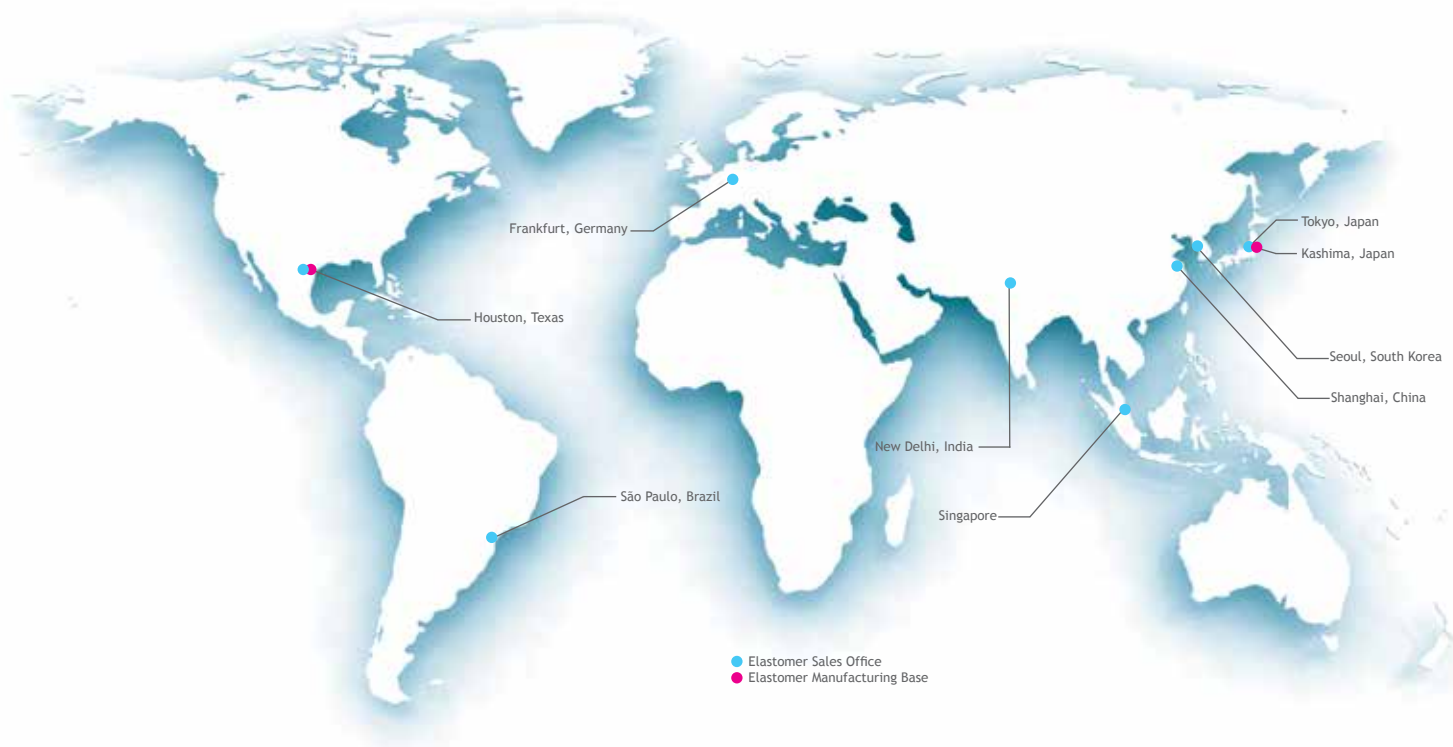 Tokyo, Japan
Frankfurt, Germany
Kashima, Japan
Houston, Texas
Seoul, South Korea
Shanghai, China
New Delhi, India
São Paulo, Brazil
Singapore
Elastomer Sales Office
Elastomer Manufacturing Base